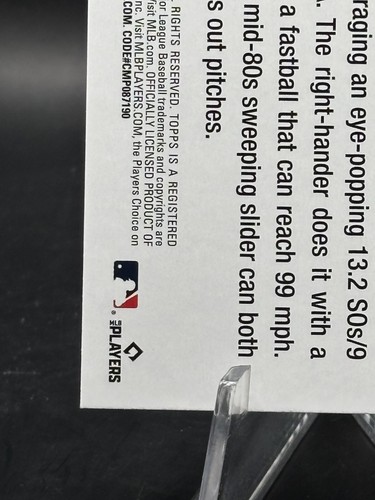 raging an eye-popping 13.2 SOs/9
. The right-hander does it with a
a fastball that can reach 99 mph.
mid-80s sweeping slider can both
s out pitches.
. RIGHTS RESERVED. TOPPS IS A REGISTERED
or League Baseball trademarks and copyrights are
isit MLB.com. OFFICIALLY LICENSED PRODUCT OF
nc. Visit MLBPLAYERS.COM, the Players Choice on
COM. CODE#CMP087190
MLB PLAYERS